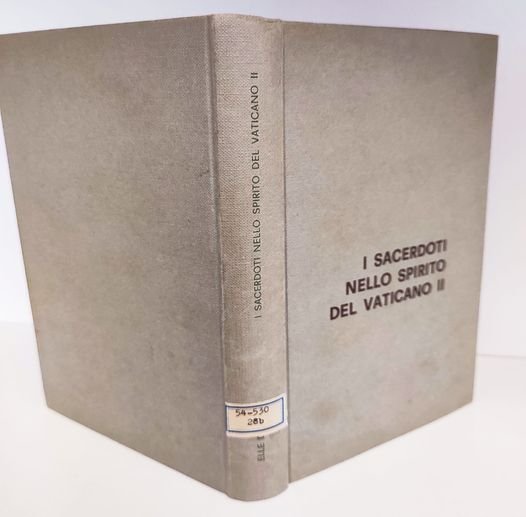 I SACERDOTI NELLO SPIRITO DEL VATICANO II
54-530
28b
ELLE
I SACERDOTI
NELLO SPIRITO
DEL VATICANO II